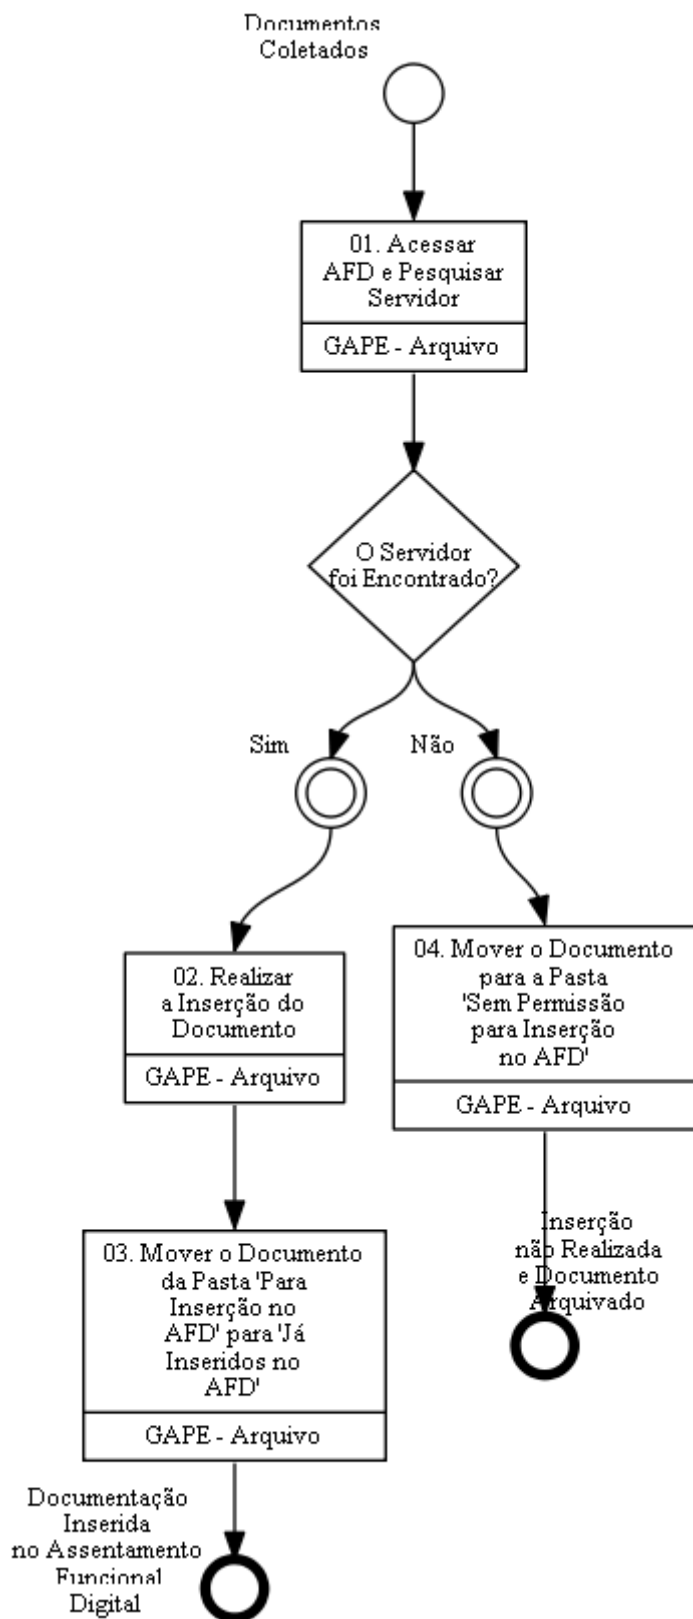 Documentos
Coletados
01. Acessar
AFD e Pesquisar
Servidor
GAPE - Arquivo
O Servidor
foi Encontrado?
Sim
Não
02. Realizar
a Inserção do
Documento
GAPE - Arquivo
04. Mover o Documento
para a Pasta
'Sem Permissão
para Inserção
no AFD'
GAPE - Arquivo
03. Mover o Documento
da Pasta 'Para
Inserção no
AFD' para 'Já
Inseridos no
AFD'
GAPE - Arquivo
Inserção
não Realizada
e Documento
Arquivado
Documentação
Inserida
no Assentamento
Funcional
Digital